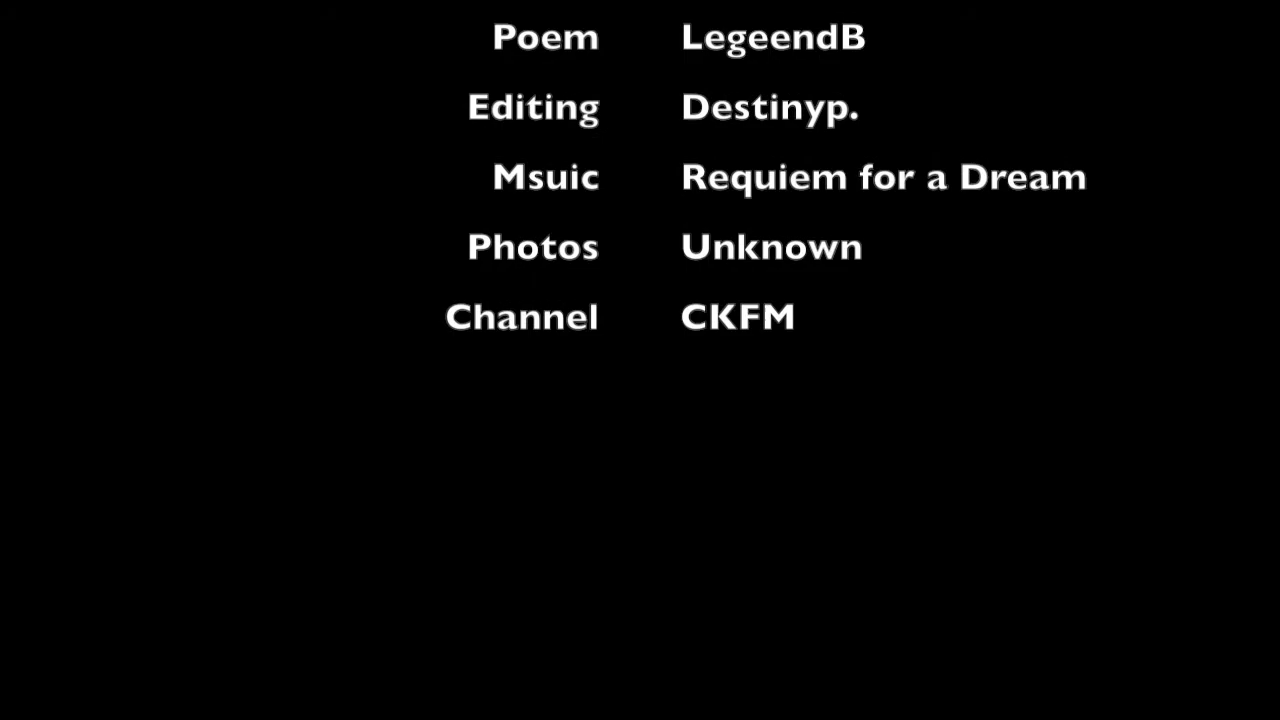 Poem LegeendB
Editing Destinyp.
Msuic Requiem for a Dream
Photos Unknown
Channel CKFM